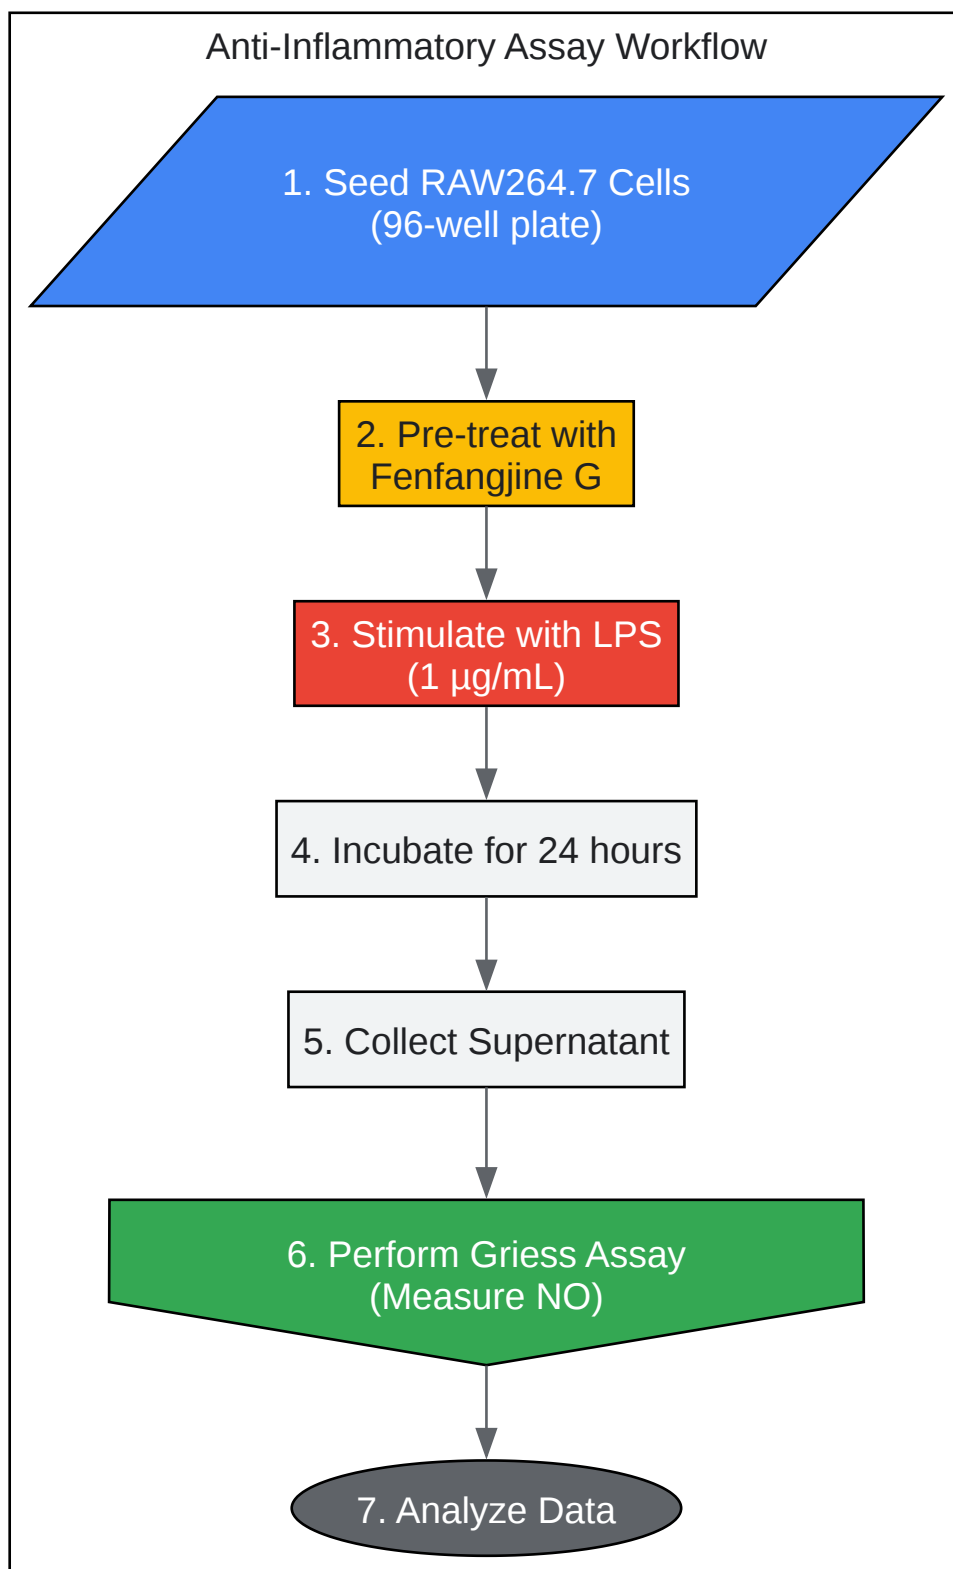 Anti-Inflammatory Assay Workflow
1. Seed RAW264.7 Cells
(96-well plate)
2. Pre-treat with
Fenfangjine G
3. Stimulate with LPS
(1 µg/mL)
4. Incubate for 24 hours
5. Collect Supernatant
6. Perform Griess Assay
(Measure NO)
7. Analyze Data